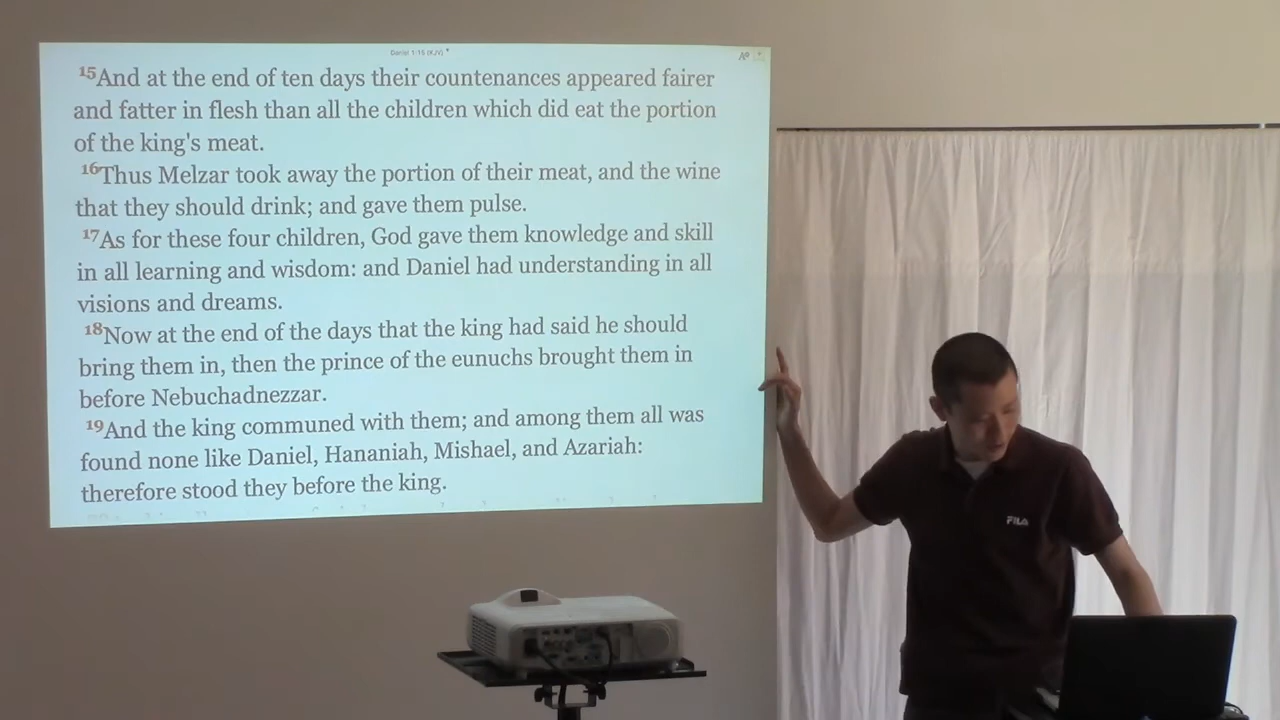 Daniel 1:15 (KJV)
15And at the end of ten days their countenances appeared fairer
and fatter in flesh than all the children which did eat the portion
of the king's meat.
16Thus Melzar took away the portion of their meat, and the wine
that they should drink; and gave them pulse.
17As for these four children, God gave them knowledge and skill
in all learning and wisdom: and Daniel had understanding in all
visions and dreams.
18Now at the end of the days that the king had said he should
bring them in, then the prince of the eunuchs brought them in
before Nebuchadnezzar.
19And the king communed with them; and among them all was
found none like Daniel, Hananiah, Mishael, and Azariah:
therefore stood they before the king.
FILA